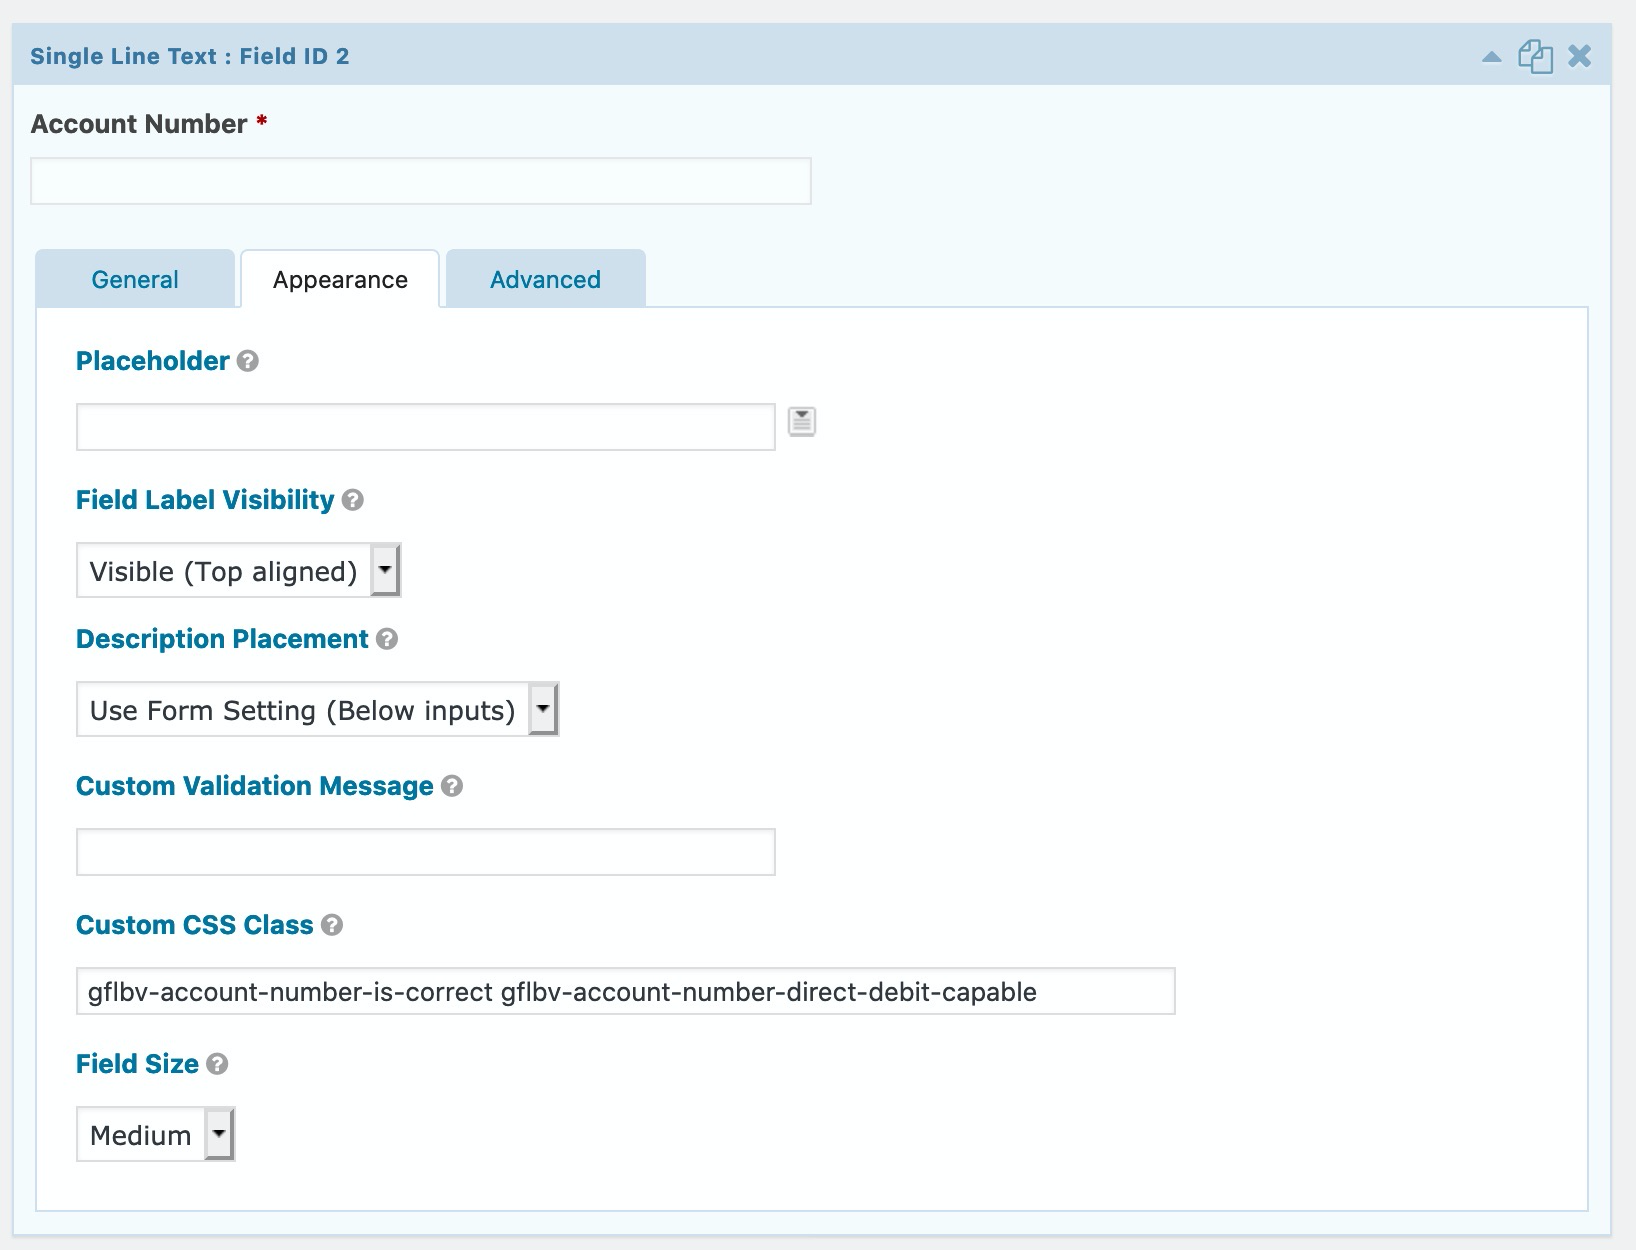 Single Line Text : Field ID 2
Account Number *
General Appearance Advanced
Placeholder
Field Label Visibility
Visible (Top aligned)
Description Placement
Use Form Setting (Below inputs)
Custom Validation Message
Custom CSS Class
gflbv-account-number-is-correct gflbv-account-number-direct-debit-capable
Field Size
Medium